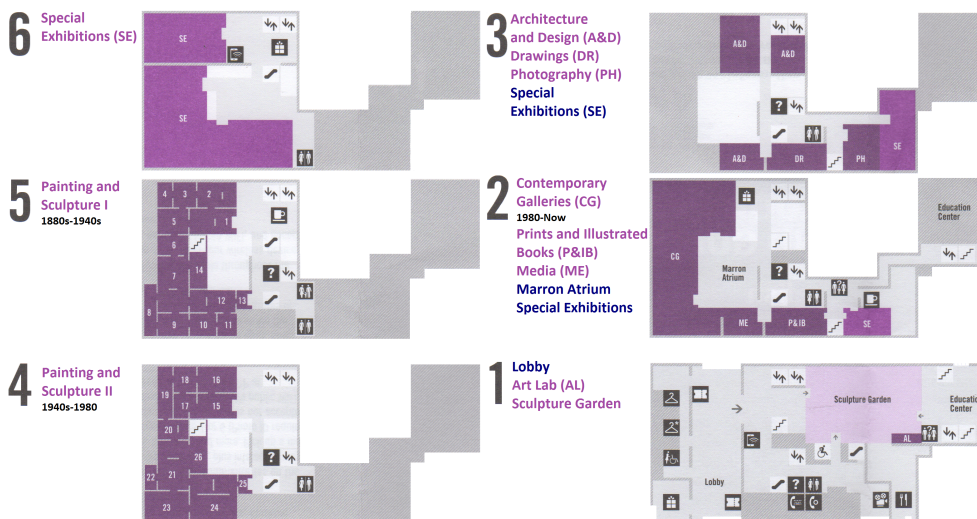 6
Special
Exhibitions (SE)
SE
SE
5
Painting and
Sculpture I
1880s-1940s
4
3
2
1
5
6
7
14
8
9
10
11
12
13
?
4
Painting and
Sculpture II
1940s-1980
18
16
19
17
15
20
26
21
22
25
23
24
?
3
Architecture
and Design (A&D)
Drawings (DR)
Photography (PH)
Special
Exhibitions (SE)
A&D
A&D
?
A&D
DR
PH
SE
2
Contemporary
Galleries (CG)
1980-Now
Prints and Illustrated
Books (P&IB)
Media (ME)
Marron Atrium
Special Exhibitions
CG
Marron
Atrium
?
ME
P&IB
SE
Education
Center
1
Lobby
Art Lab (AL)
Sculpture Garden
Sculpture Garden
Educatio
Center
AL
Lobby
?